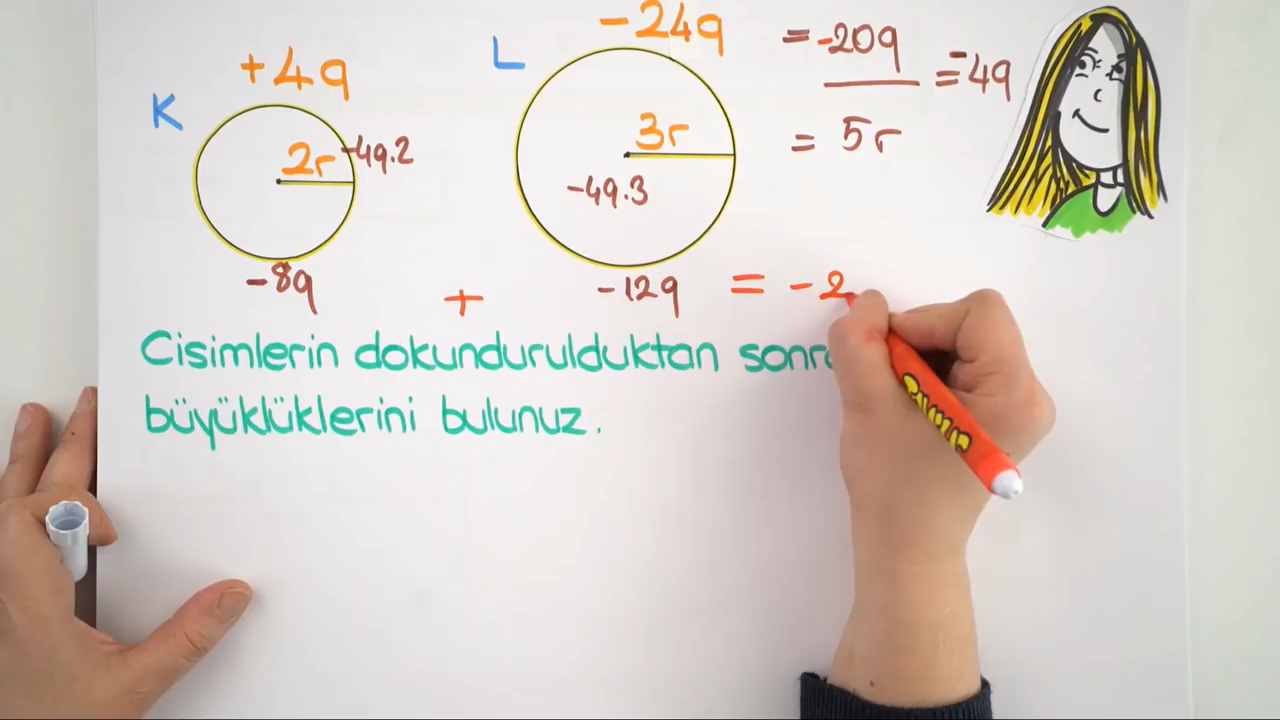 +4q
-24q
= -20q
= -4q
K
L
2r
-4q.2
3r
= 5r
-4q.3
-8q
+
-12q
= -2
Cisimlerin dokundurulduktan sonra
büyüklüklerini bulunuz.